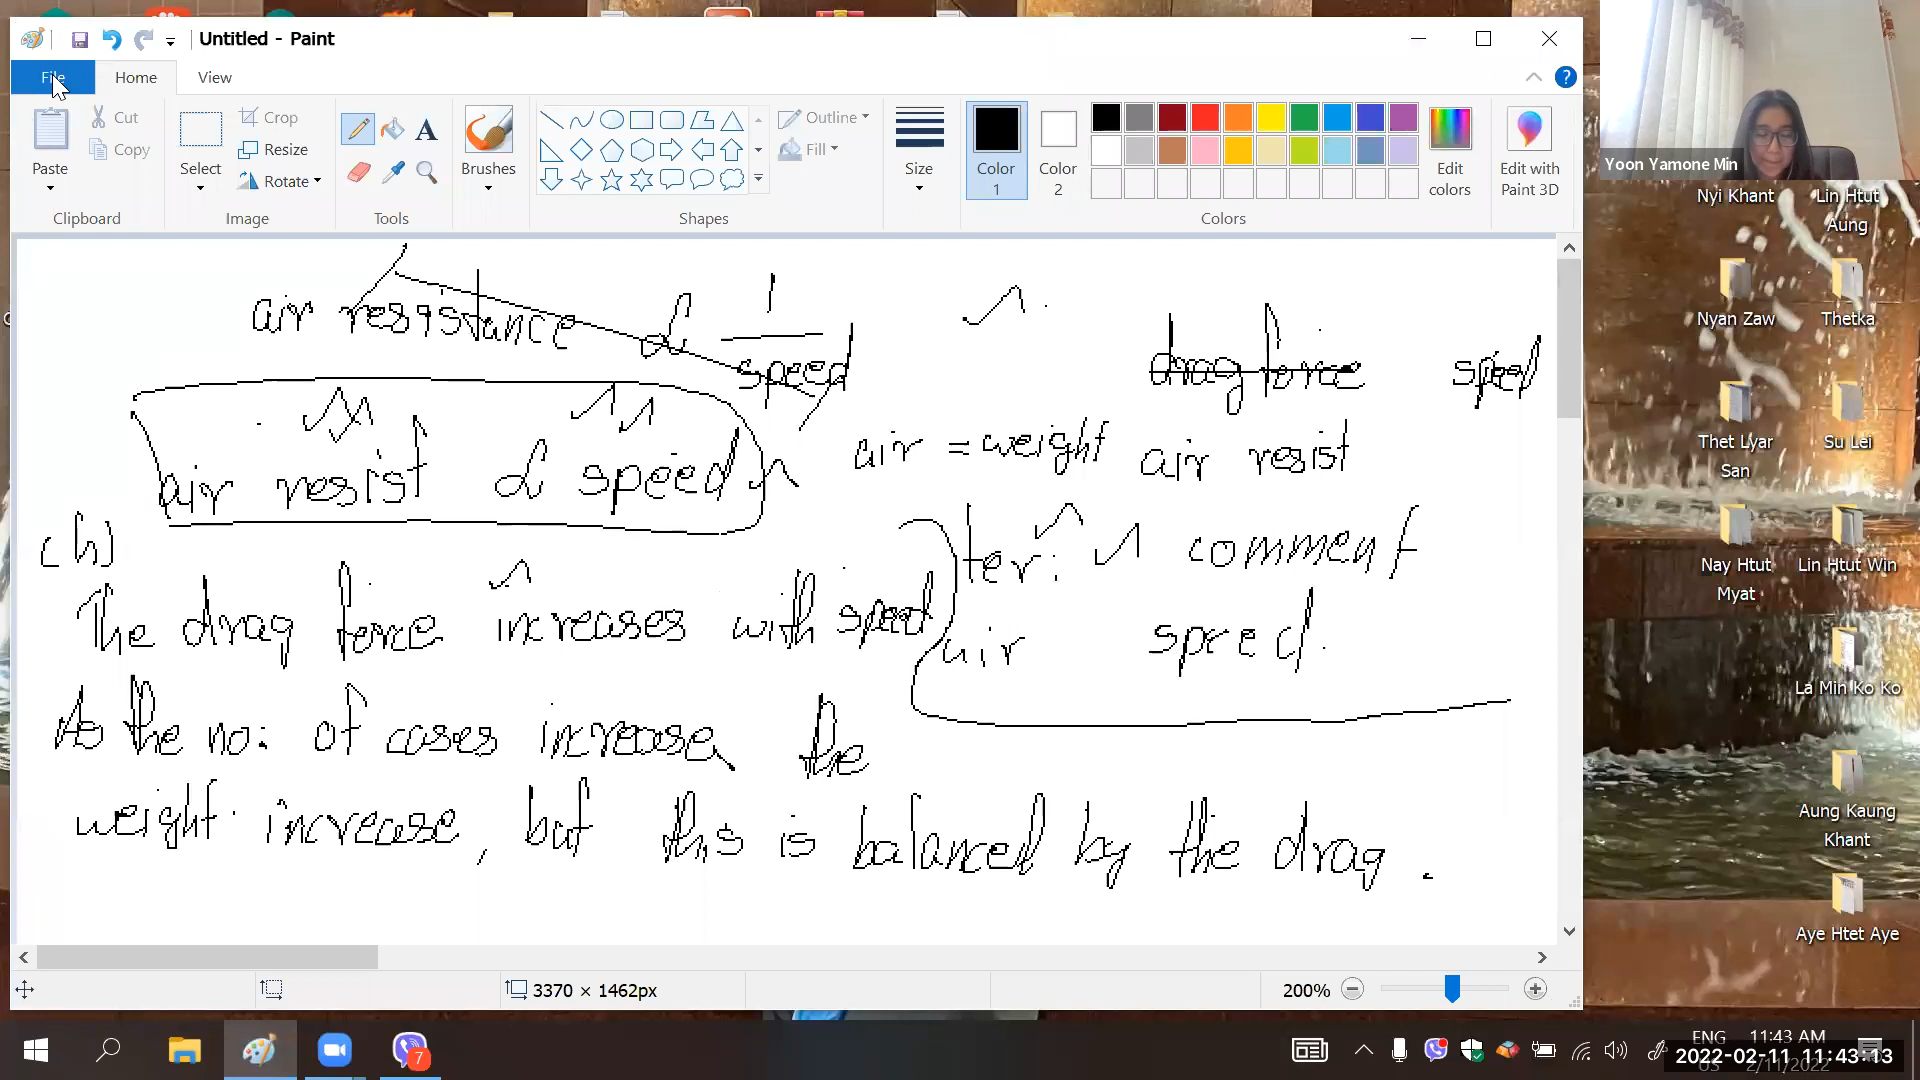 Untitled - Paint
File Home View
Paste
Cut
Copy
Clipboard
Select
Crop
Resize
Rotate
Image
Tools
Brushes
Outline
Fill
Shapes
Size
Color 1
Color 2
Edit colors
Colors
Edit with Paint 3D
Yoon Yamone Min
Nyi Khant
Lin Htut Aung
Nyan Zaw
Thetka
Thet Lyar San
Su Lei
Nay Htut Myat
Lin Htut Win
La Min Ko Ko
Aung Kaung Khant
Aye Htet Aye
air resistance α 1
speed
drag force speed
air resist α speed
air = weight air resist
(h)
ter: comment
The drag force increases with speed
air speed.
As the no: of cases increase, the
weight increase, but this is balanced by the drag.
3370 × 1462px
200%
7
ENG
US
11:43 AM
2/11/2022
2022-02-11 11:43:13